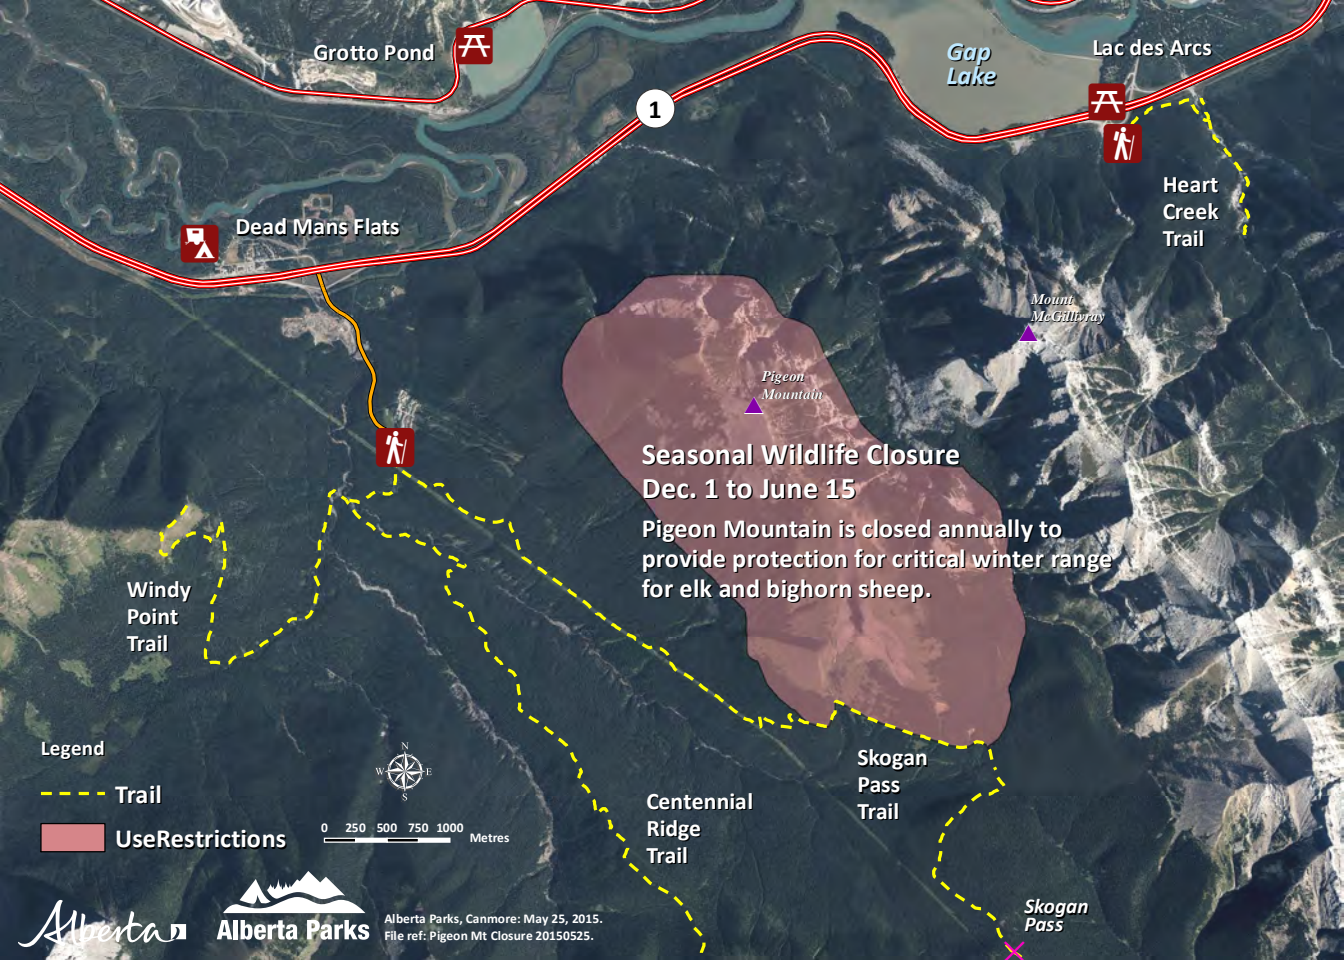 Grotto Pond
Gap
Lake
Lac des Arcs
1
Heart
Creek
Trail
Dead Mans Flats
Mount
McGillivray
Pigeon
Mountain
Seasonal Wildlife Closure
Dec. 1 to June 15
Pigeon Mountain is closed annually to
provide protection for critical winter range
for elk and bighorn sheep.
Windy
Point
Trail
Skogan
Pass
Trail
Centennial
Ridge
Trail
Skogan
Pass
Legend
Trail
UseRestrictions
N
W E
S
0 250 500 750 1000
Metres
Alberta
Alberta Parks
Alberta Parks, Canmore: May 25, 2015.
File ref: Pigeon Mt Closure 20150525.